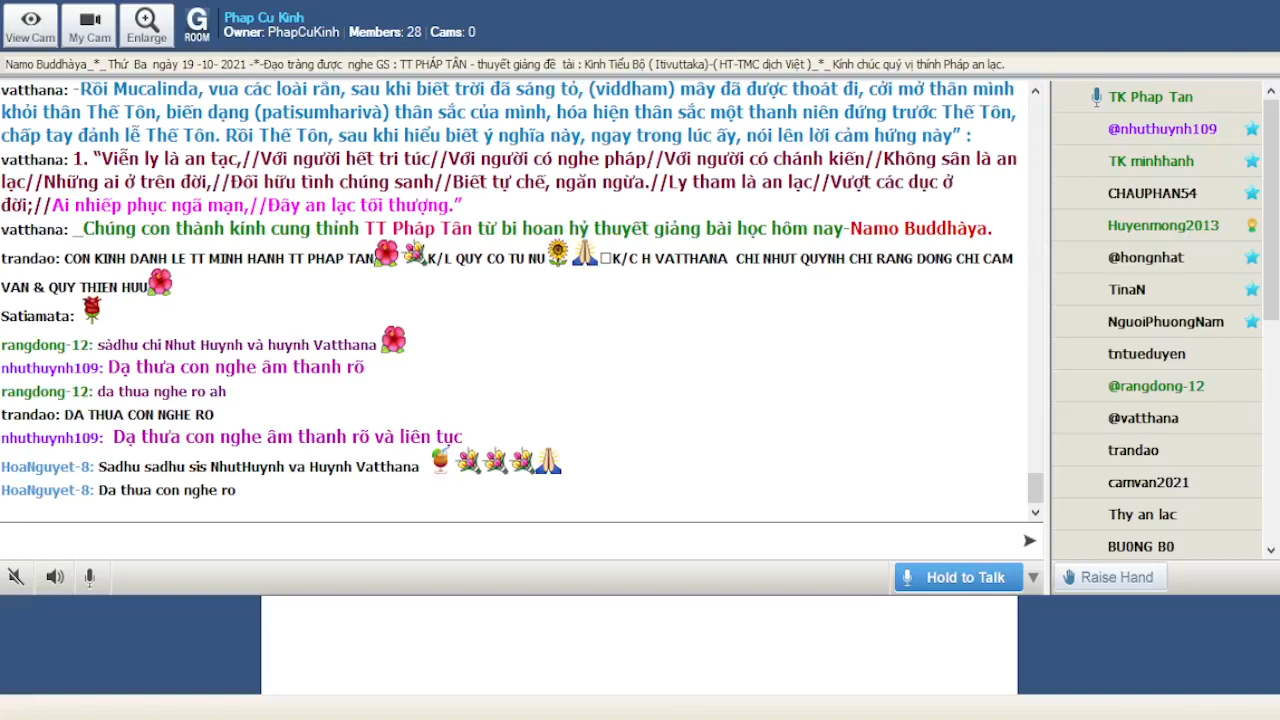 View Cam
My Cam
Enlarge
G
ROOM
Phap Cu Kinh
Owner: PhapCuKinh | Members: 28 | Cams: 0
Namo Buddhàya_*_Thứ Ba ngày 19 -10- 2021 -*-Đạo tràng được nghe GS : TT PHÁP TÂN - thuyết giảng đề tài : Kinh Tiểu Bộ ( Itivuttaka)-( HT-TMC dịch Việt )_*_Kính chúc quý vị thính Pháp an lạc.
vatthana: -Rồi Mucalinda, vua các loài rắn, sau khi biết trời đã sáng tỏ, (viddham) mây đã được thoát đi, cởi mở thân mình
khỏi thân Thế Tôn, biến dạng (patisumharivà) thân sắc của mình, hóa hiện thân sắc một thanh niên đứng trước Thế Tôn,
chấp tay đảnh lễ Thế Tôn. Rồi Thế Tôn, sau khi hiểu biết ý nghĩa này, ngay trong lúc ấy, nói lên lời cảm hứng này” :
vatthana: 1. “Viễn ly là an tạc,//Với người hết tri túc//Với người có nghe pháp//Với người có chánh kiến//Không sân là an
lạc//Những ai ở trên đời,//Đối hữu tình chúng sanh//Biết tự chế, ngăn ngừa.//Ly tham là an lạc//Vượt các dục ở
đời;//Ai nhiếp phục ngã mạn,//Đây an lạc tối thượng.”
vatthana: _Chúng con thành kính cung thỉnh TT Pháp Tân từ bi hoan hỷ thuyết giảng bài học hôm nay-Namo Buddhàya.
trandao: CON KINH DANH LE TT MINH HANH TT PHAP TAN K/L QUY CO TU NU □K/C H VATTHANA CHI NHUT QUYNH CHI RANG DONG CHI CAM
VAN & QUY THIEN HUU
Satiamata:
rangdong-12: sàdhu chi Nhut Huynh và huynh Vatthana
nhuthuynh109: Dạ thưa con nghe âm thanh rõ
rangdong-12: da thua nghe ro ah
trandao: DA THUA CON NGHE RO
nhuthuynh109: Dạ thưa con nghe âm thanh rõ và liên tục
HoaNguyet-8: Sadhu sadhu sis NhutHuynh va Huynh Vatthana
HoaNguyet-8: Da thua con nghe ro
Hold to Talk
TK Phap Tan
@nhuthuynh109
TK minhhanh
CHAUPHAN54
Huyenmong2013
@hongnhat
TinaN
NguoiPhuongNam
tntueduyen
@rangdong-12
@vatthana
trandao
camvan2021
Thy an lac
BU0NG B0
Raise Hand